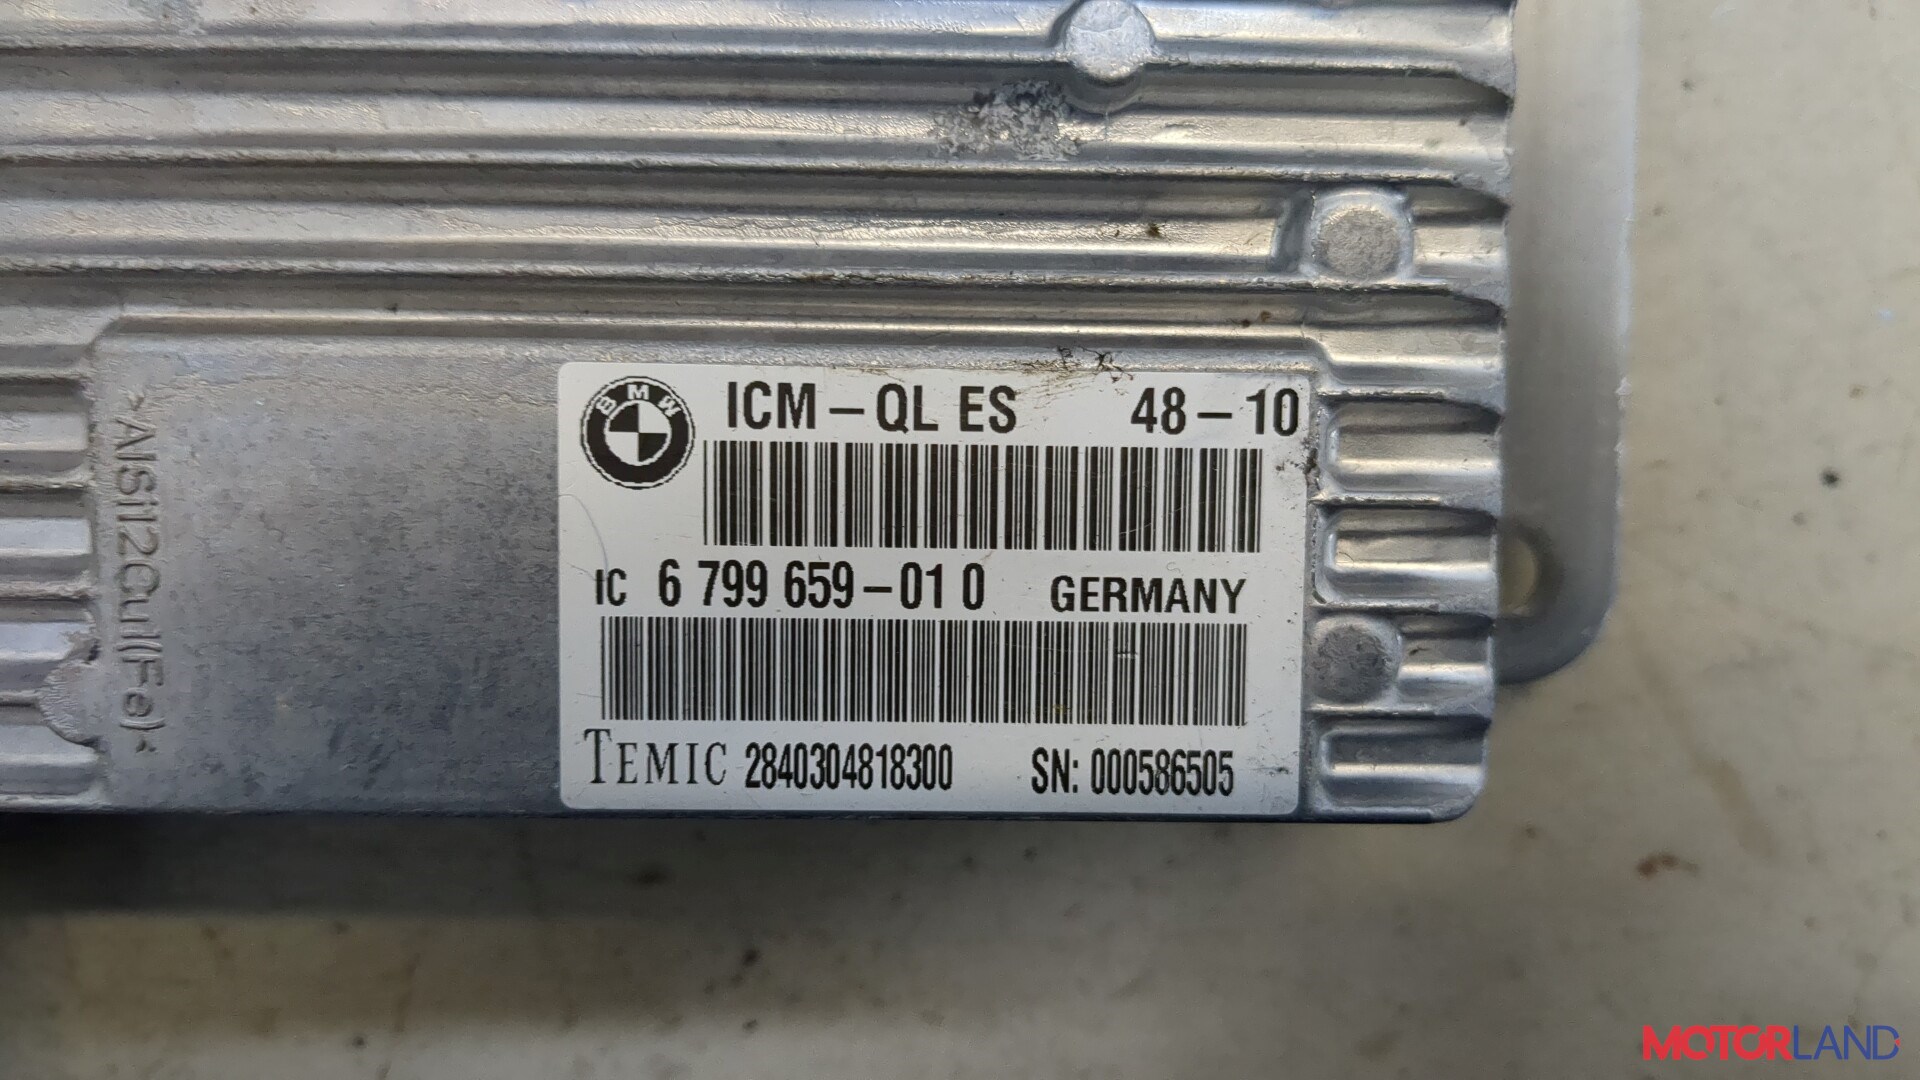 BMW
ICM-QL ES 48-10
IC 6 799 659-01 0 GERMANY
TEMIC 2840304818300 SN: 000586505
>AlSi12Cu1(Fe)<
MOTORLAND